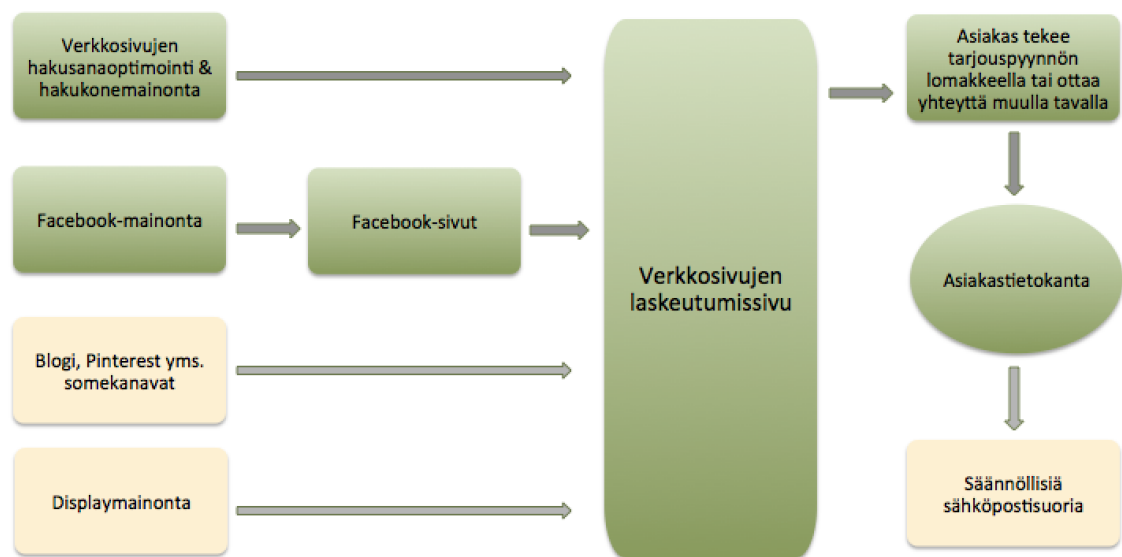 Verkkosivujen
hakusanaoptimointi &
hakukonemainonta
Facebook-mainonta
Facebook-sivut
Blogi, Pinterest yms.
somekanavat
Displaymainonta
Verkkosivujen
laskeutumissivu
Asiakas tekee
tarjouspyynnön
lomakkeella tai ottaa
yhteyttä muulla tavalla
Asiakastietokanta
Säännöllisiä
sähköpostisuoria